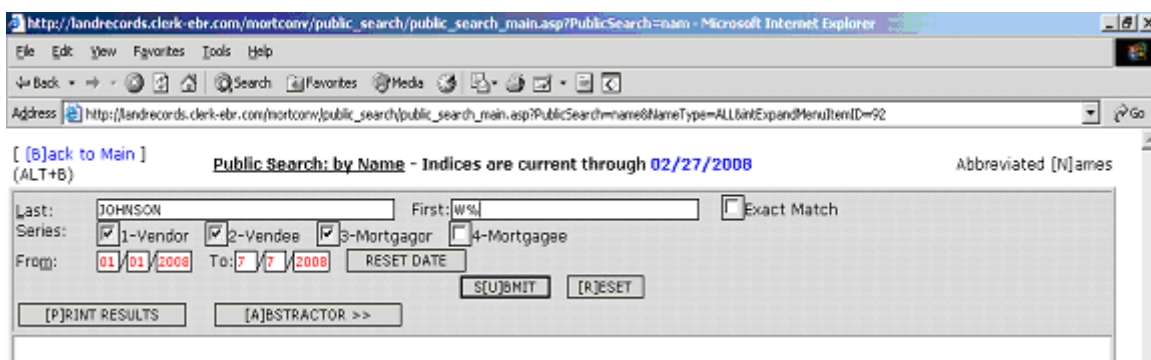 http://landrecords.clerk-ebr.com/mortconv/public_search/public_search_main.asp?PublicSearch=nam - Microsoft Internet Explorer
File Edit View Favorites Tools Help
Back Search Favorites Media
Address http://landrecords.clerk-ebr.com/mortconv/public_search/public_search_main.asp?PublicSearch=name&NameType=ALL&intExpandMenuItemID=92 Go
[ [B]ack to Main ] Public Search: by Name - Indices are current through 02/27/2008 Abbreviated [N]ames
(ALT+B)
Last: JOHNSON First: W% Exact Match
Series: 1-Vendor 2-Vendee 3-Mortgagor 4-Mortgagee
From: 01/01/2008 To: 7/7/2008 RESET DATE
S[U]BMIT [R]ESET
[P]RINT RESULTS [A]BSTRACTOR >>